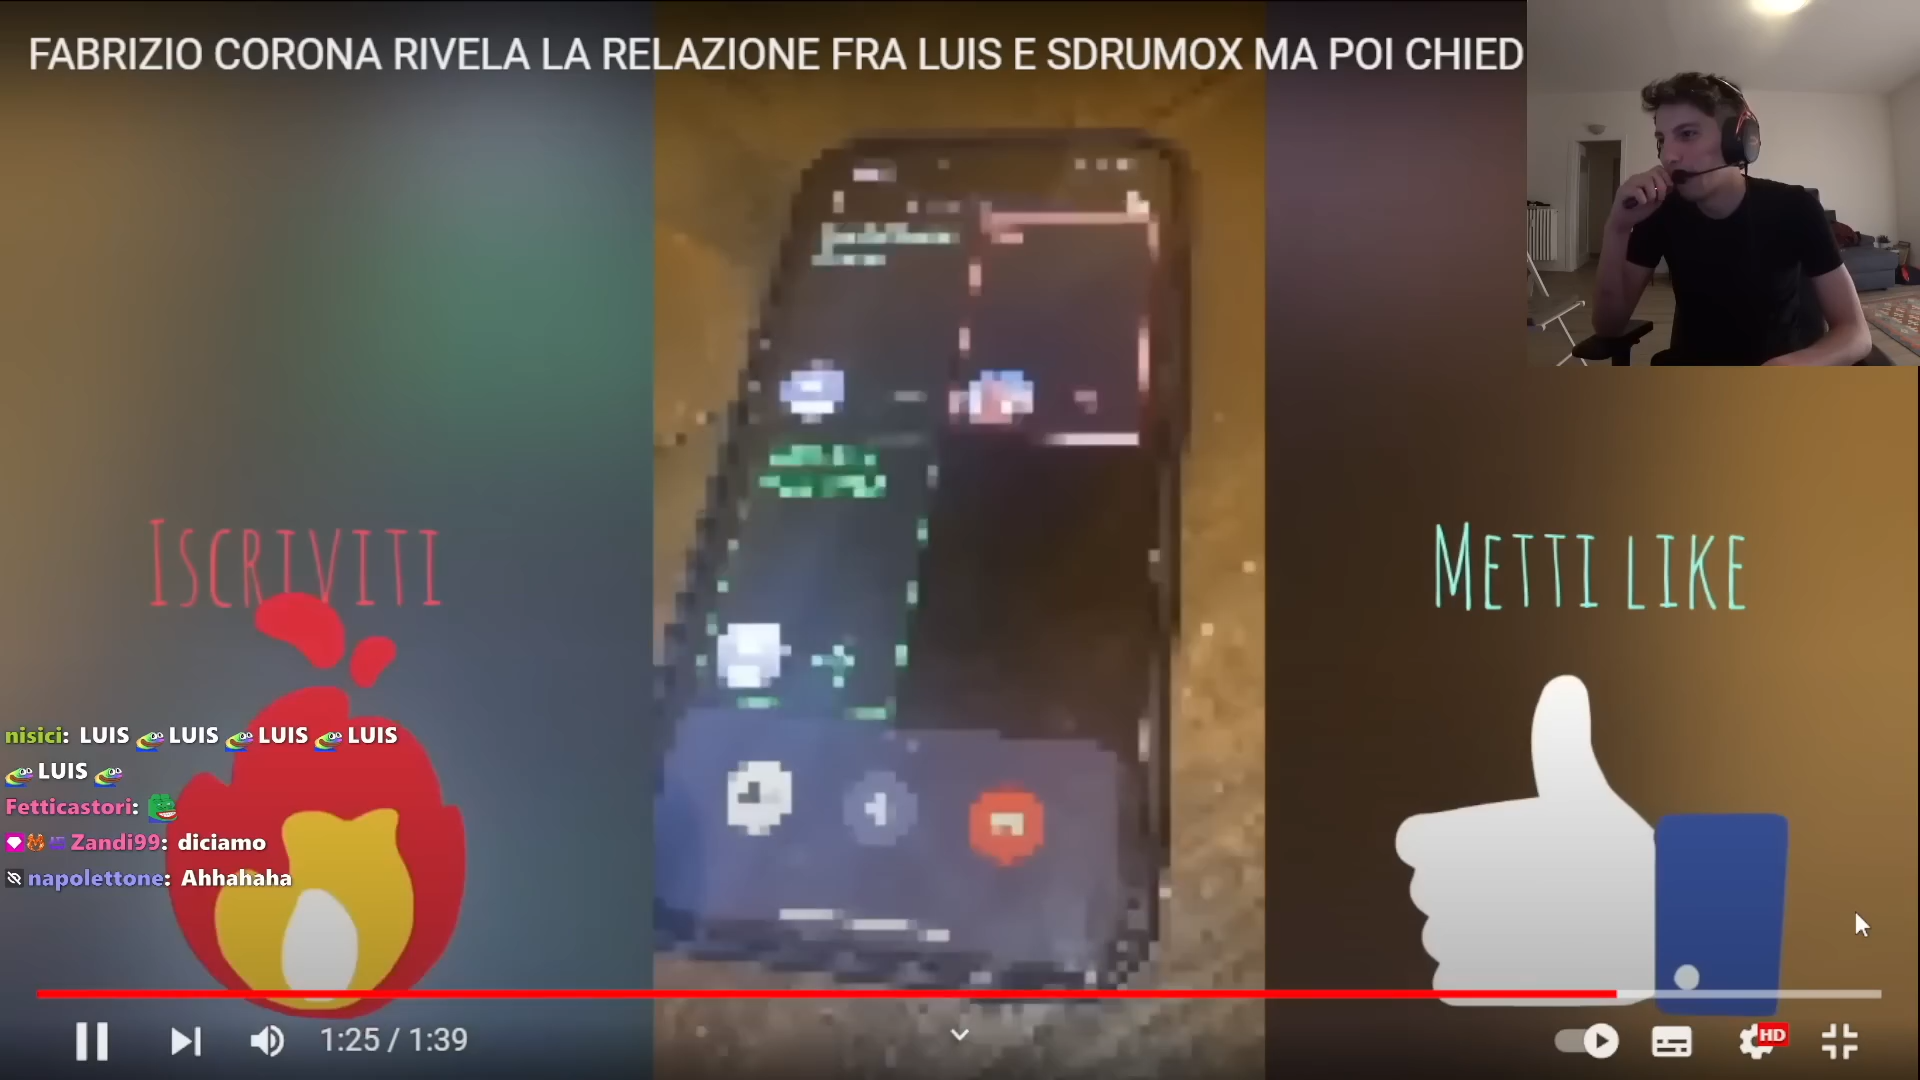 FABRIZIO CORONA RIVELA LA RELAZIONE FRA LUIS E SDRUMOX MA POI CHIED
ISCRIVITI
METTI LIKE
nisici: LUIS LUIS LUIS LUIS
LUIS
Fetticastori:
Zandi99: diciamo
napolettone: Ahhahaha
1:25 / 1:39
HD